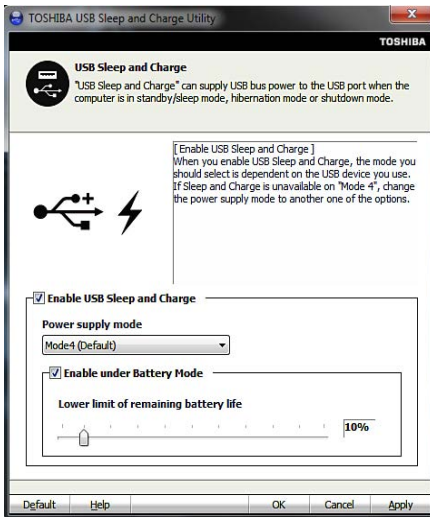 TOSHIBA USB Sleep and Charge Utility
TOSHIBA
USB Sleep and Charge
"USB Sleep and Charge" can supply USB bus power to the USB port when the
computer is in standby/sleep mode, hibernation mode or shutdown
mode.
[ Enable USB Sleep and Charge ]
When you enable USB Sleep and Charge, the mode you
should select is dependent on the USB device you use.
If Sleep and Charge is unavailable on "Mode 4", change
the power supply mode to another one of the options.
Enable USB Sleep and Charge
Power supply mode
Mode4 (Default)
Enable under Battery Mode
Lower limit of remaining battery life
10%
Default Help OK Cancel Apply